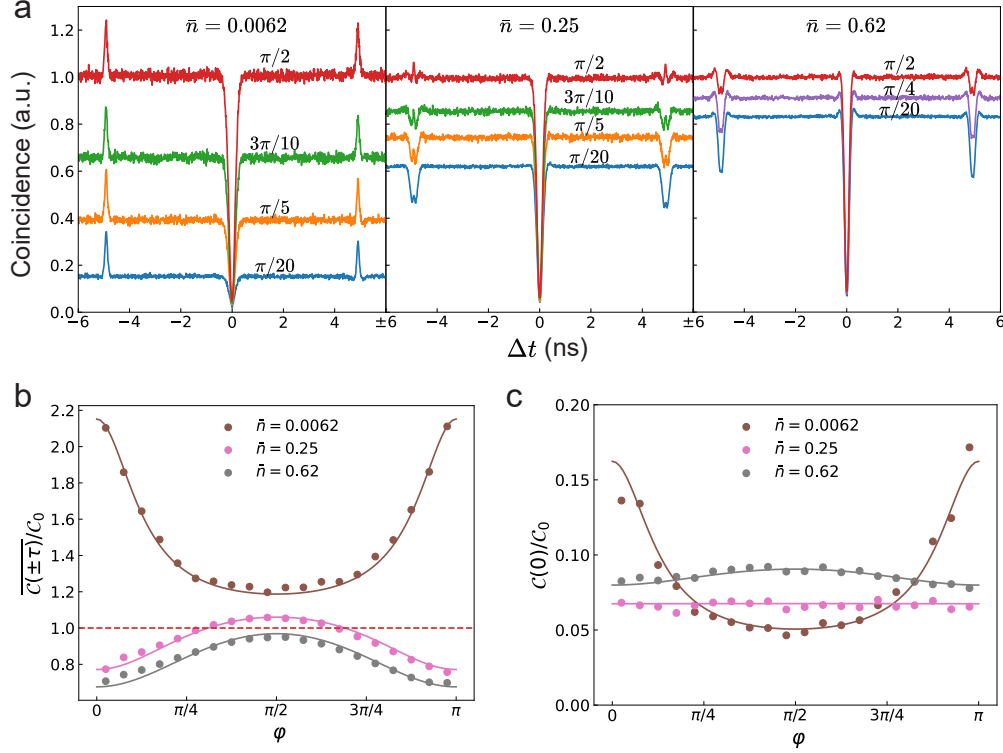 a
n̄ = 0.0062
n̄ = 0.25
n̄ = 0.62
Coincidence (a.u.)
1.2
1.0
0.8
0.6
0.4
0.2
0.0
π/2
3π/10
π/5
π/20
π/2
3π/10
π/5
π/20
π/2
π/4
π/20
−6 −4 −2 0 2 4 ±6 −4 −2 0 2 4 ±6 −4 −2 0 2 4 6
Δt (ns)
b
C(±τ)/C₀
2.2
2.0
1.8
1.6
1.4
1.2
1.0
0.8
n̄ = 0.0062
n̄ = 0.25
n̄ = 0.62
0 π/4 π/2 3π/4 π
φ
c
C(0)/C₀
0.20
0.15
0.10
0.05
0.00
n̄ = 0.0062
n̄ = 0.25
n̄ = 0.62
0 π/4 π/2 3π/4 π
φ